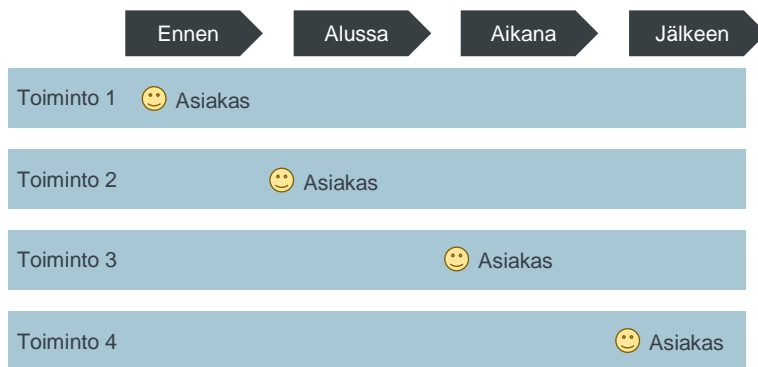 Ennen Alussa Aikana Jälkeen
Toiminto 1 Asiakas
Toiminto 2 Asiakas
Toiminto 3 Asiakas
Toiminto 4 Asiakas